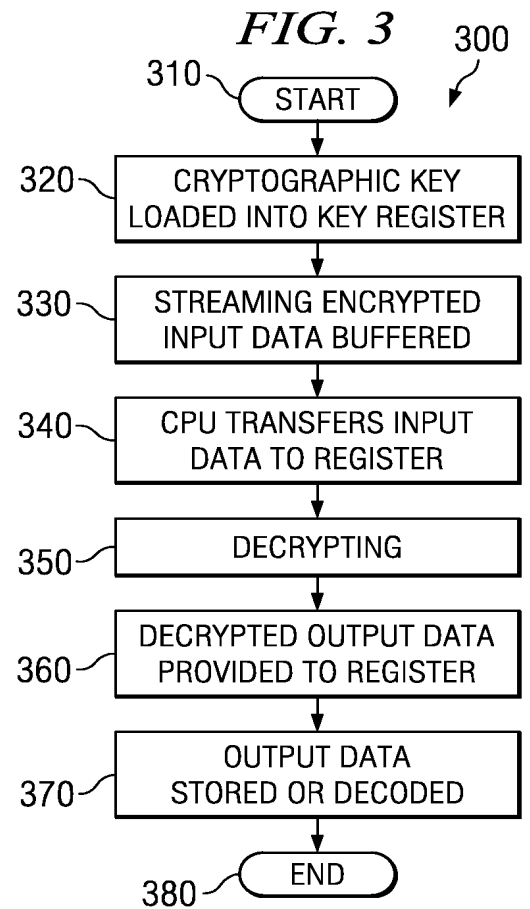 FIG. 3
300
310
START
320
CRYPTOGRAPHIC KEY
LOADED INTO KEY REGISTER
330
STREAMING ENCRYPTED
INPUT DATA BUFFERED
340
CPU TRANSFERS INPUT
DATA TO REGISTER
350
DECRYPTING
360
DECRYPTED OUTPUT DATA
PROVIDED TO REGISTER
370
OUTPUT DATA
STORED OR DECODED
380
END